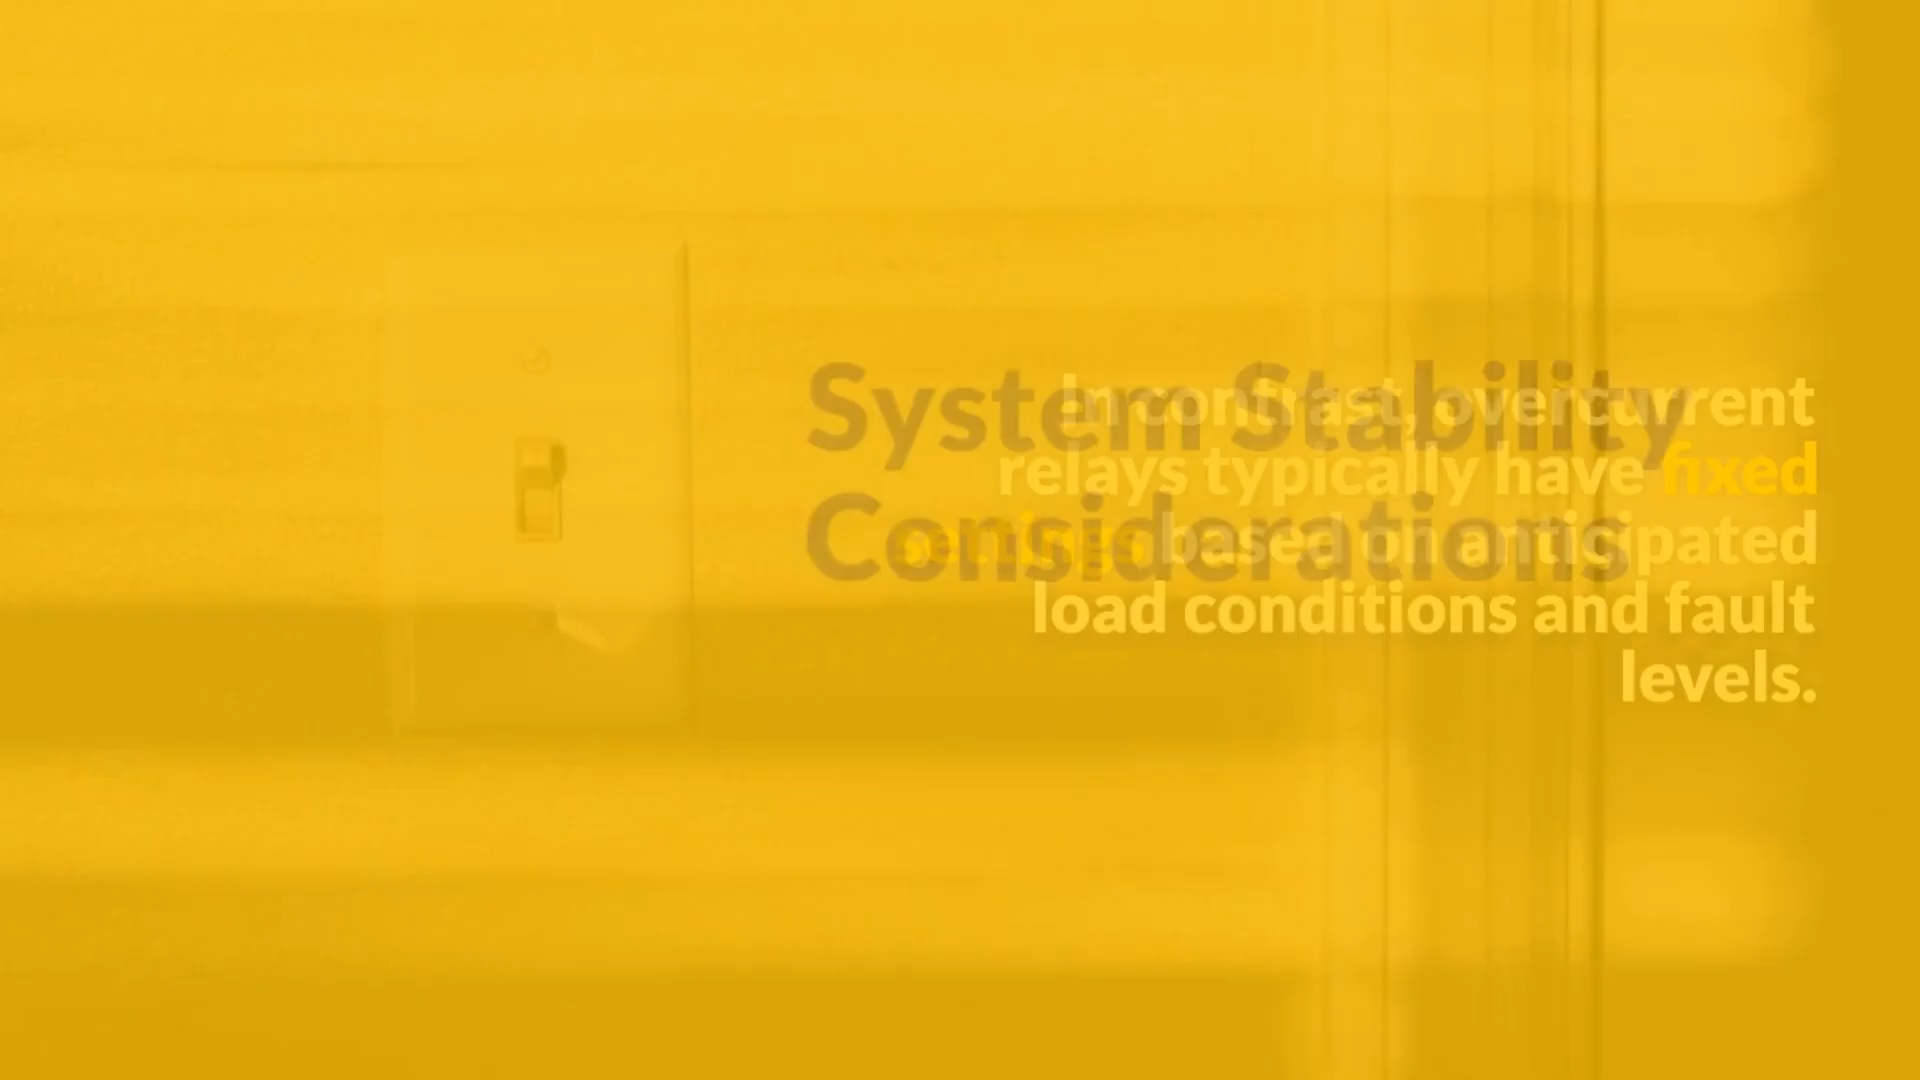 System Stability
Considerations
In contrast, overcurrent
relays typically have fixed
settings based on anticipated
load conditions and fault
levels.